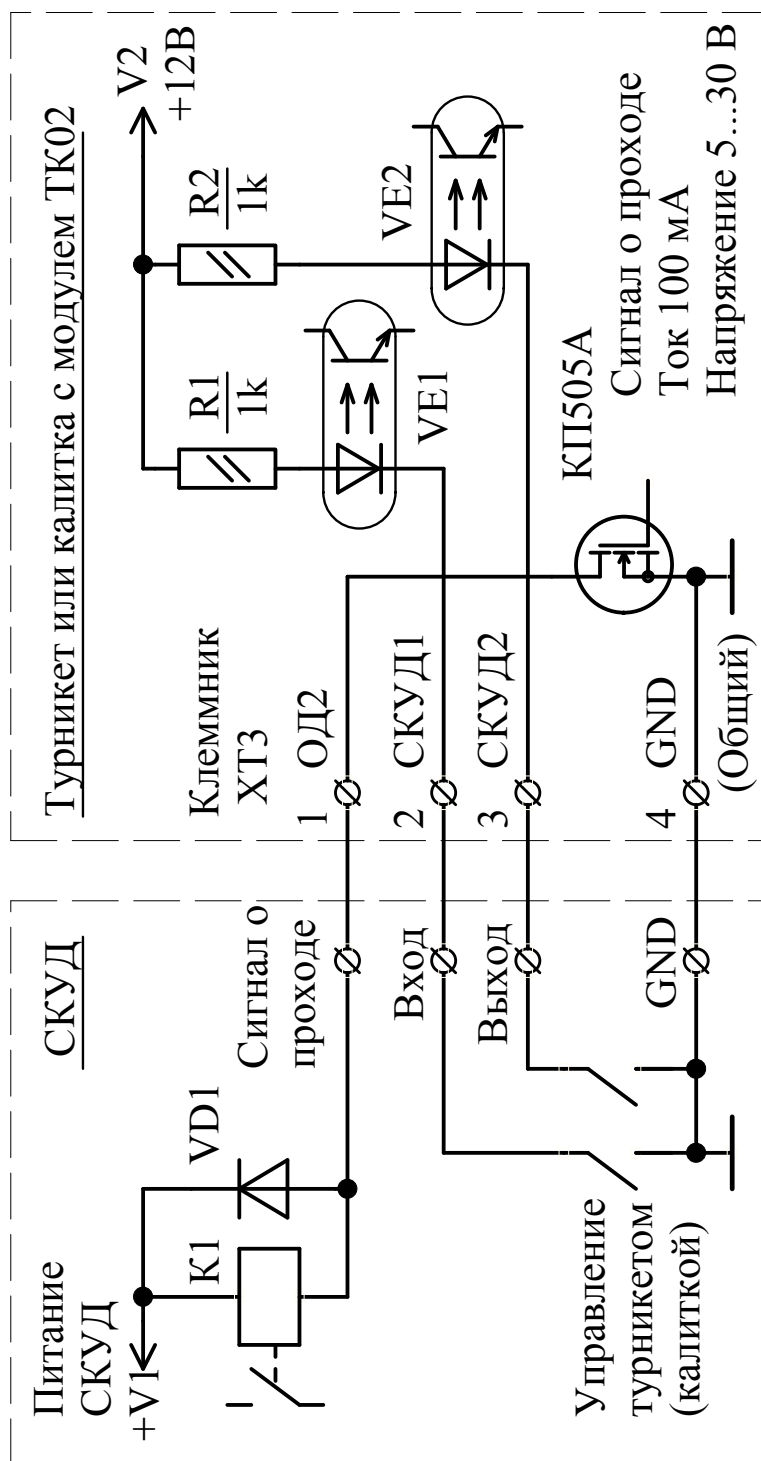 СКУД
Питание
СКУД
+V1
K1
VD1
Сигнал о
проходе
Вход
Выход
GND
Управление
турникетом
(калиткой)
Турникет или калитка с модулем ТК02
V2
+12В
R1
1k
R2
1k
VE1
VE2
Клеммник
XT3
1
ОД2
2
СКУД1
3
СКУД2
4
GND
(Общий)
КП505А
Сигнал о проходе
Ток 100 мА
Напряжение 5...30 В